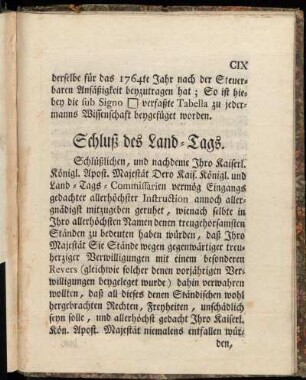 CIX
derselbe für das 1764te Jahr nach der Steuer-
baren Ansäßigkeit beyzutragen hat; So ist hie-
bey die sub Signo □ verfaßte Tabella zu jeder-
manns Wissenschaft beygefüget worden.
Schluß des Land-Tags.
Schlüßlichen, und nachdeme Ihro Kaiserl.
Königl. Apost. Majestät Dero Kais. Königl. und
Land-Tags-Commissarien vermög Eingangs
gedachter allerhöchster Instruction annoch aller-
gnädigst mitzugeben geruhet, wienach selbte in
Ihro allerhöchsten Namen denen treugehorsamsten
Ständen zu bedeuten haben würden, daß Ihro
Majestät Sie Stände wegen gegenwärtiger treu-
herziger Verwilligungen mit einem besonderen
Revers (gleichwie solcher denen vorjährigen Ver-
willigungen beygeleget wurde) dahin verwahren
wollten, daß all dieses denen Ständischen wohl
hergebrachten Rechten, Freyheiten, unschädlich
seyn solle, und allerhöchst gedacht Ihro Kaiserl.
Kön. Apost. Majestät niemalens entfallen wür-
den,